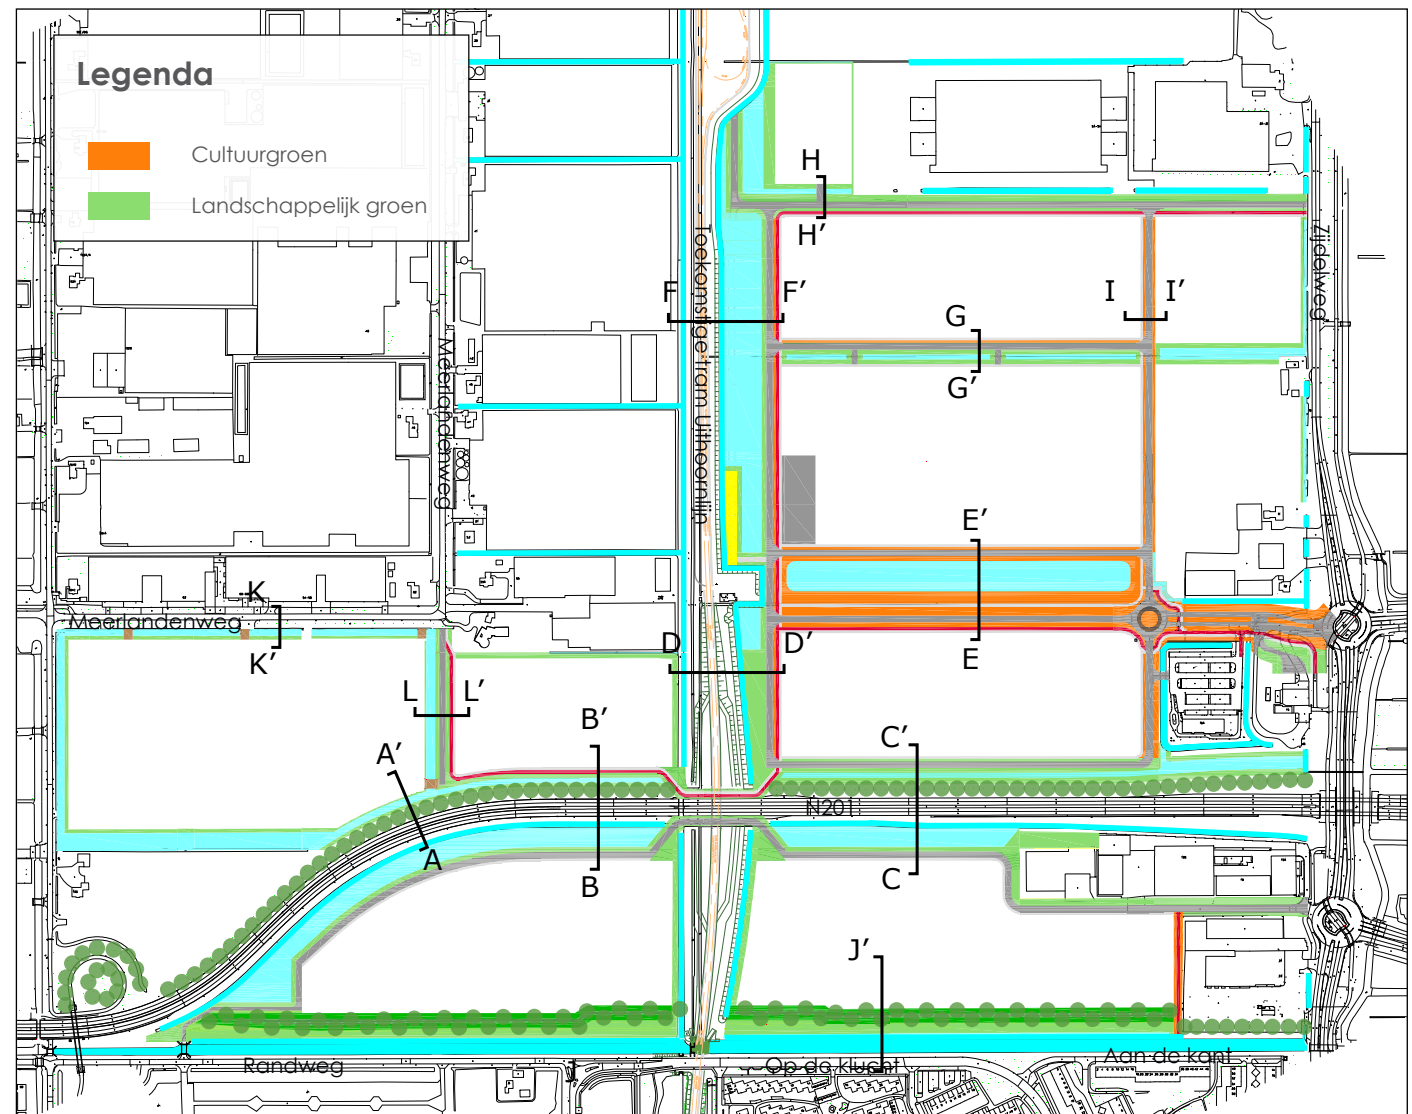 Legenda
Cultuurgroen
Landschappelijk groen
H
H'
Toekomstige tram Uithoornlijn
Zijdelweg
F
F'
I
I'
G
G'
Meerlandenweg
E'
E
K
Meerlandenweg
K'
D
D'
L
L'
B'
C'
A'
N201
A
B
C
J'
J
Randweg
Op de klucht
Aan de kant